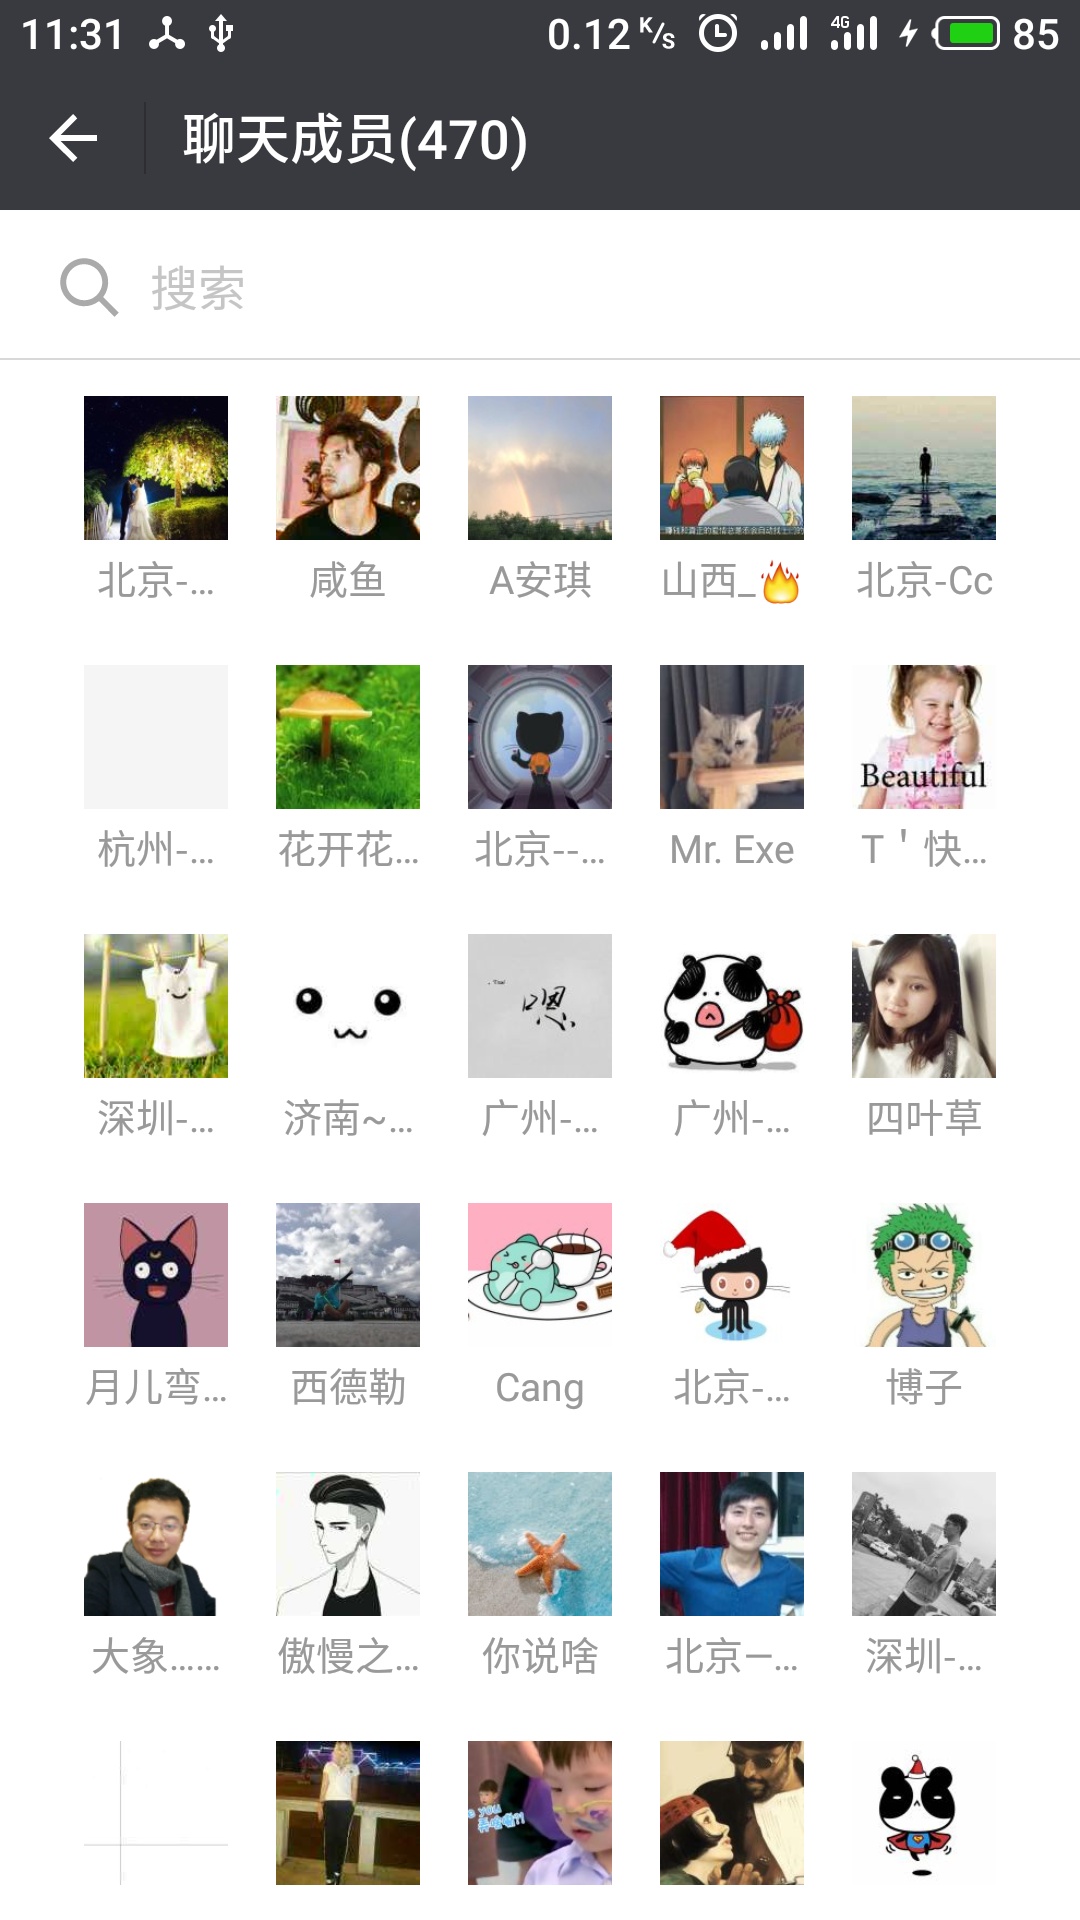 11:31 0.12 K/s 4G 85
聊天成员(470)
搜索
北京-... 咸鱼 A安琪 山西_🔥 北京-Cc
Beautiful
杭州-... 花开花... 北京--... Mr. Exe T＇快...
嗯
深圳-... 济南~... 广州-... 广州-... 四叶草
月儿弯... 西德勒 Cang 北京-... 博子
大象...... 傲慢之... 你说啥 北京—... 深圳-...